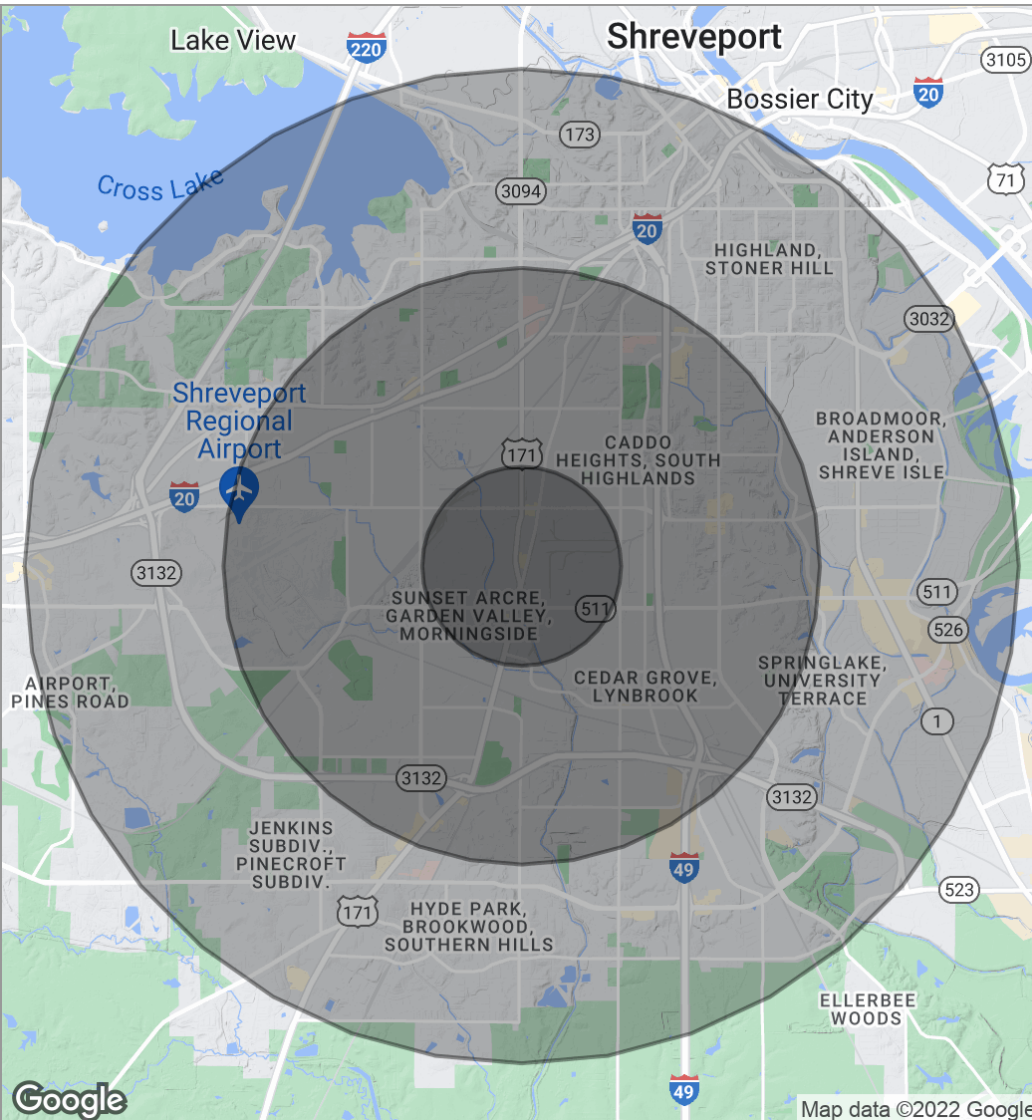 Lake View
220
Shreveport
3105
20
Bossier City
173
71
Cross Lake
3094
20
HIGHLAND,
STONER HILL
3032
Shreveport
Regional
Airport
171
CADDO
HEIGHTS, SOUTH
HIGHLANDS
BROADMOOR,
ANDERSON
ISLAND,
SHREVE ISLE
20
3132
SUNSET ARCRE,
GARDEN VALLEY,
MORNINGSIDE
511
511
526
AIRPORT,
PINES ROAD
CEDAR GROVE,
LYNBROOK
SPRINGLAKE,
UNIVERSITY
TERRACE
1
3132
3132
JENKINS
SUBDIV.,
PINECROFT
SUBDIV.
49
523
171
HYDE PARK,
BROOKWOOD,
SOUTHERN HILLS
ELLERBEE
WOODS
49
Google
Map data ©2022 Google